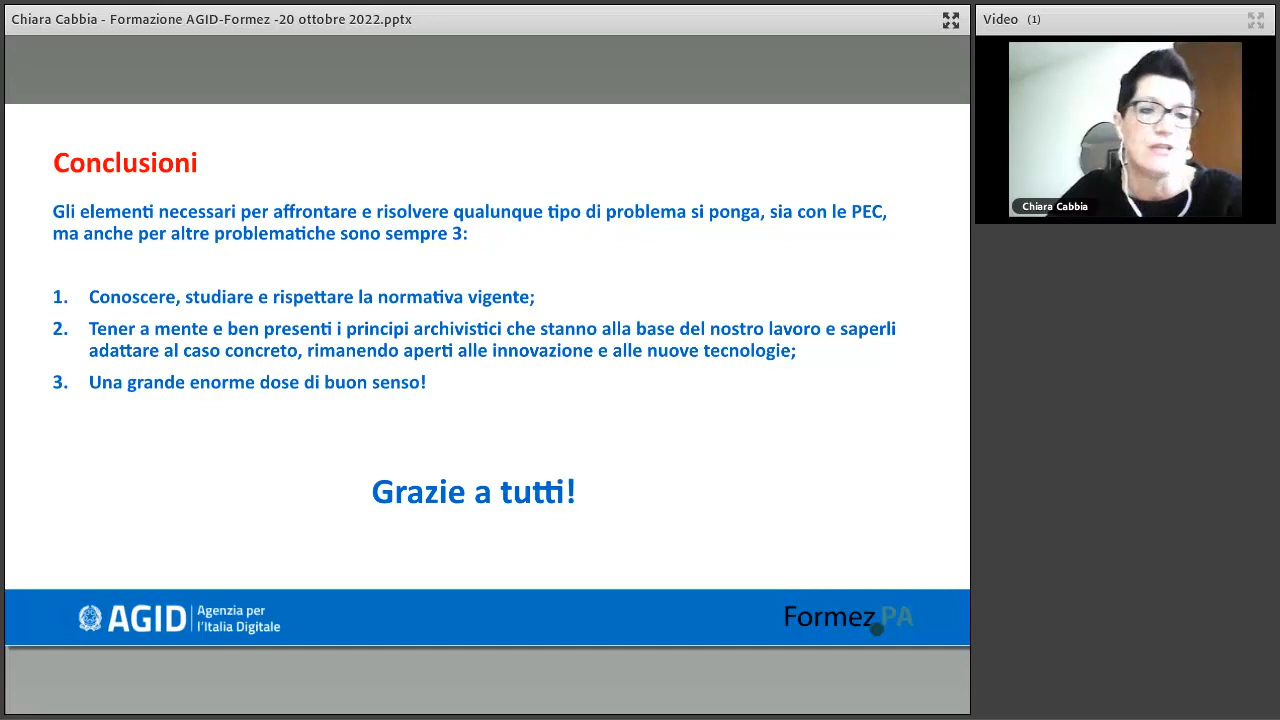 Chiara Cabbia - Formazione AGID-Formez -20 ottobre 2022.pptx
Video (1)
Chiara Cabbia
Conclusioni
Gli elementi necessari per affrontare e risolvere qualunque tipo di problema si ponga, sia con le PEC,
ma anche per altre problematiche sono sempre 3:
1. Conoscere, studiare e rispettare la normativa vigente;
2. Tener a mente e ben presenti i principi archivistici che stanno alla base del nostro lavoro e saperli
adattare al caso concreto, rimanendo aperti alle innovazione e alle nuove tecnologie;
3. Una grande enorme dose di buon senso!
Grazie a tutti!
AGID Agenzia per
l'Italia Digitale
Formez PA